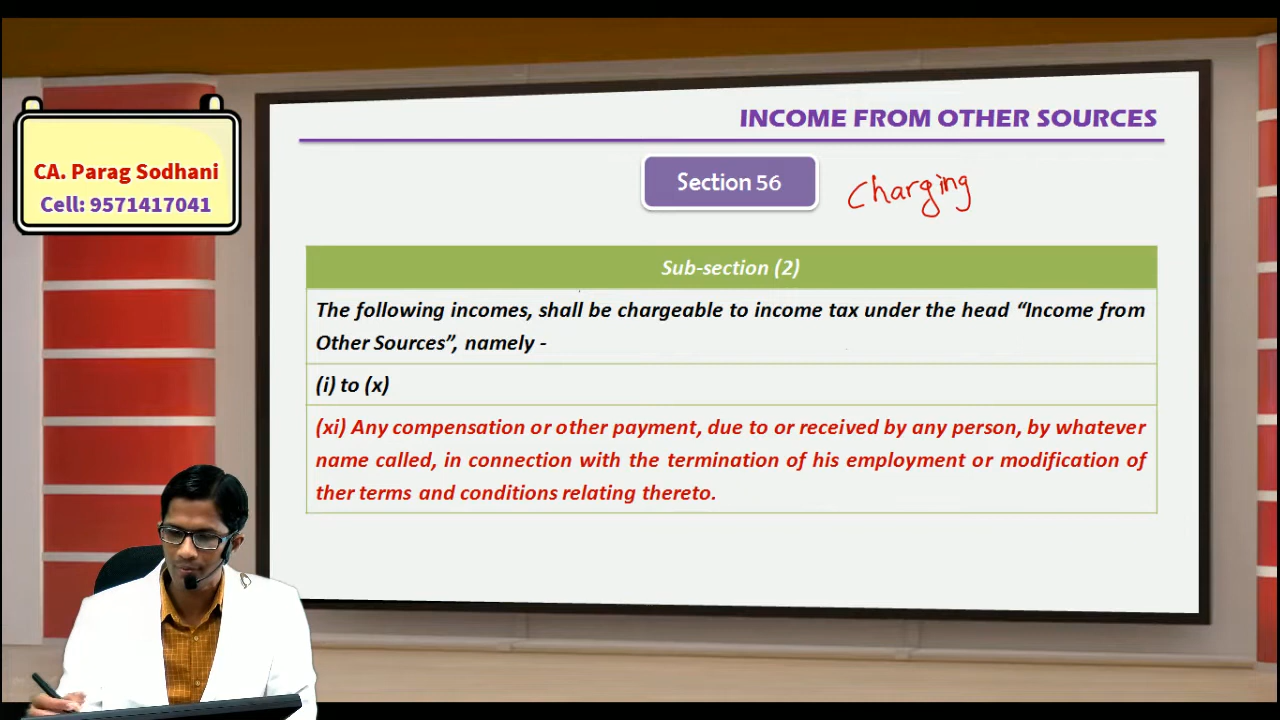 CA. Parag Sodhani
Cell: 9571417041
INCOME FROM OTHER SOURCES
Section 56
Charging
Sub-section (2)
The following incomes, shall be chargeable to income tax under the head “Income from
Other Sources”, namely -
(i) to (x)
(xi) Any compensation or other payment, due to or received by any person, by whatever
name called, in connection with the termination of his employment or modification of
ther terms and conditions relating thereto.